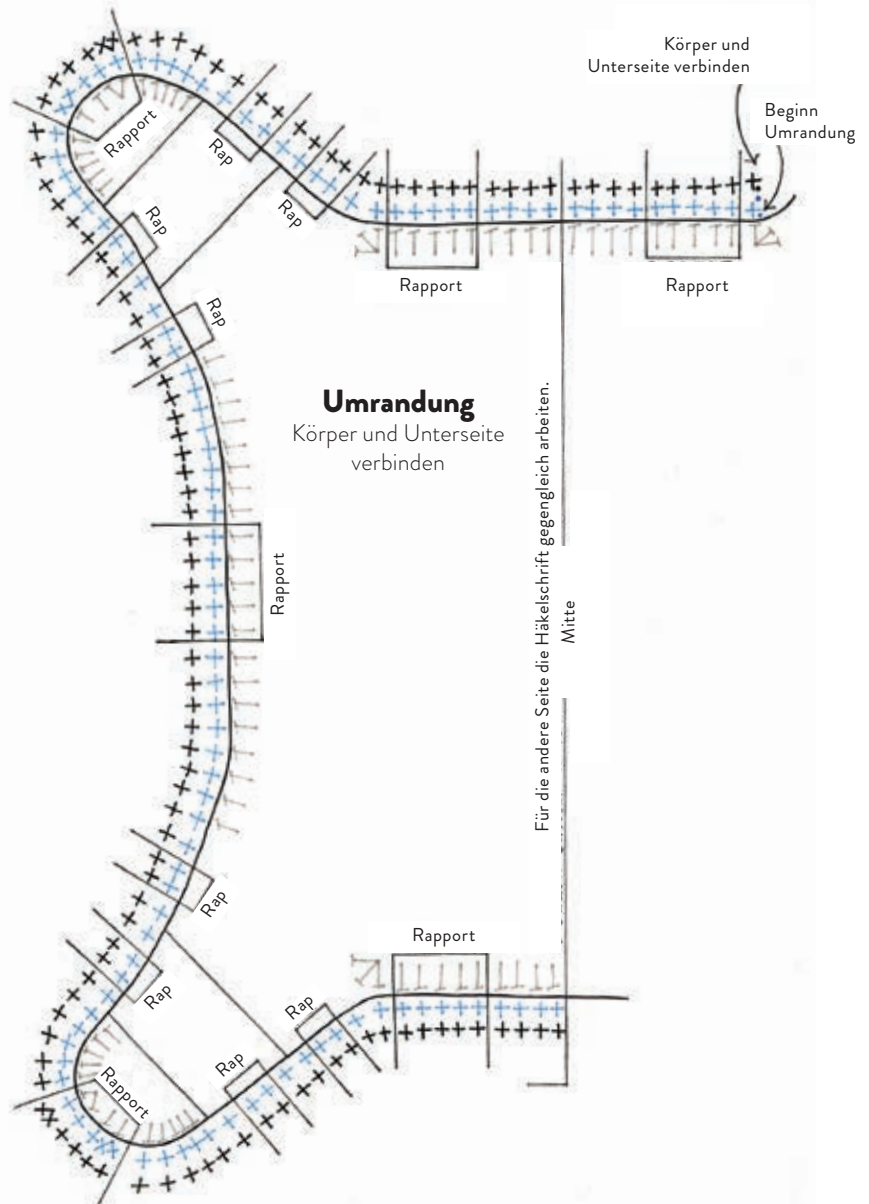 Körper und
Unterseite verbinden
Beginn
Umrandung
Rapport
Rap
Rap
Rap
Rap
Rapport
Rapport
Umrandung
Körper und Unterseite
verbinden
Für die andere Seite die Häkelschrift gegengleich arbeiten.
Mitte
Rapport
Rap
Rap
Rapport
Rap
Rap
Rapport